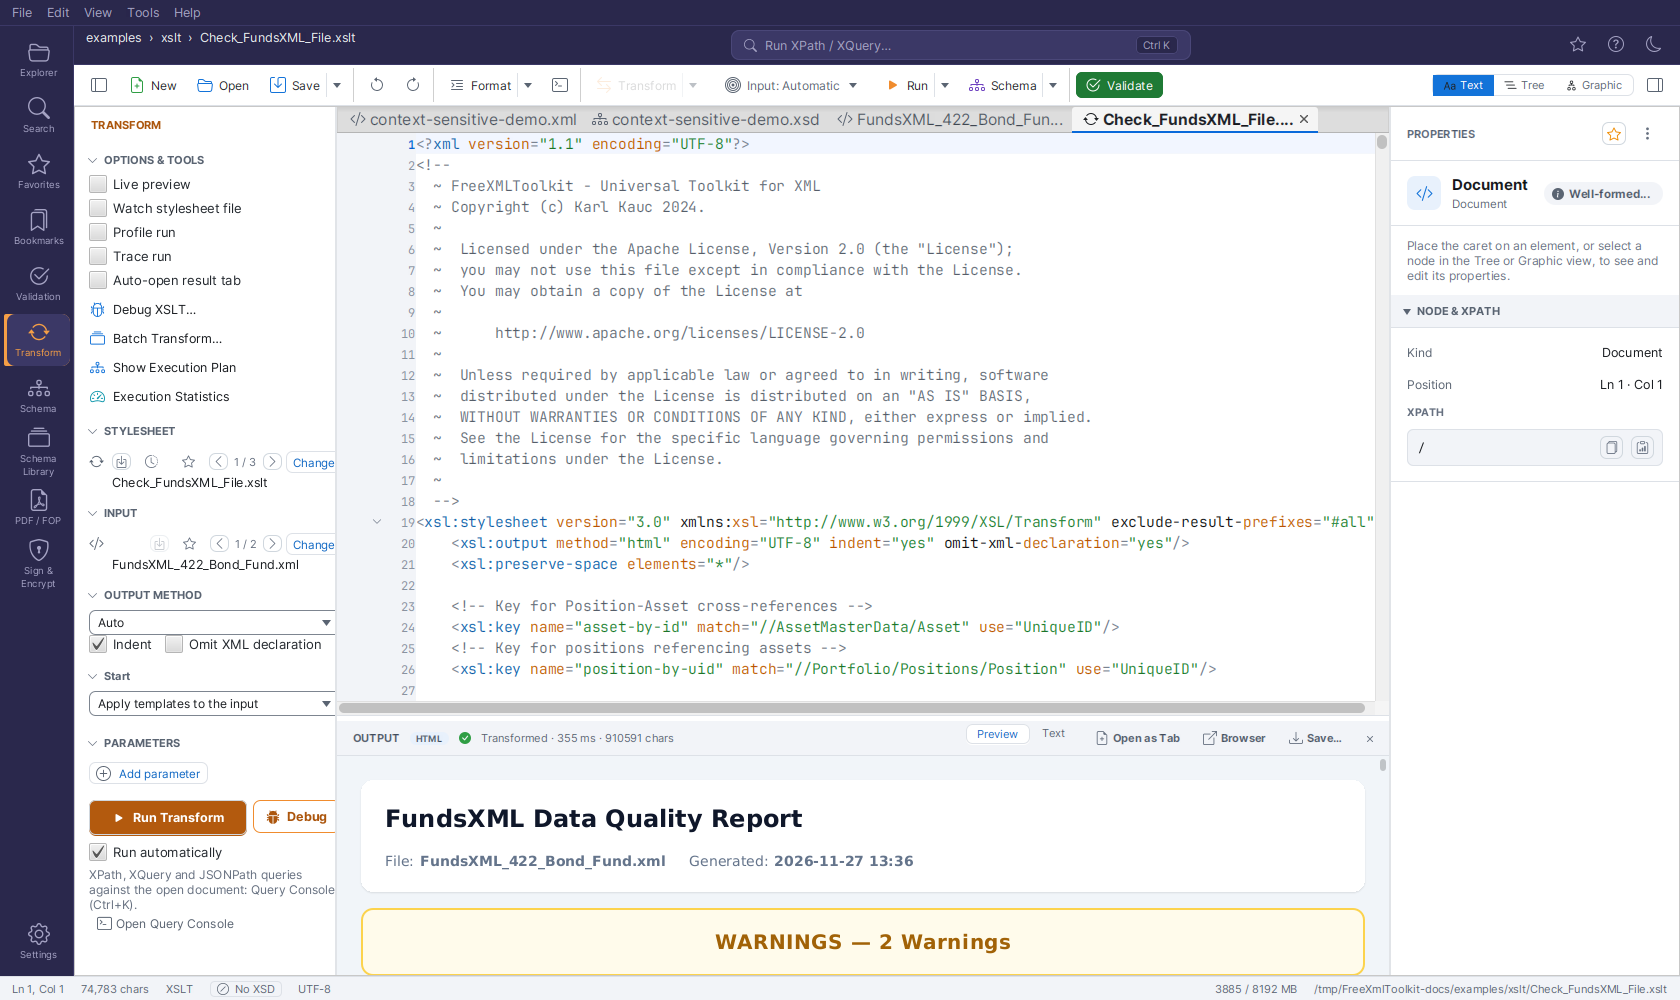 File Edit View Tools Help
examples › xslt › Check_FundsXML_File.xslt
Run XPath / XQuery... Ctrl K
New Open Save Format Transform Input: Automatic Run Schema Validate Aa Text Tree Graphic
Explorer
Search
Favorites
Bookmarks
Validation
Transform
Schema
Schema
Library
PDF / FOP
Sign &
Encrypt
Settings
TRANSFORM
OPTIONS & TOOLS
Live preview
Watch stylesheet file
Profile run
Trace run
Auto-open result tab
Debug XSLT...
Batch Transform...
Show Execution Plan
Execution Statistics
STYLESHEET
1 / 3 Change
Check_FundsXML_File.xslt
INPUT
1 / 2 Change
FundsXML_422_Bond_Fund.xml
OUTPUT METHOD
Auto
Indent Omit XML declaration
Start
Apply templates to the input
PARAMETERS
Add parameter
Run Transform Debug
Run automatically
XPath, XQuery and JSONPath queries
against the open document: Query Console
(Ctrl+K).
Open Query Console
context-sensitive-demo.xml context-sensitive-demo.xsd FundsXML_422_Bond_Fun... Check_FundsXML_File.... ×
1 <?xml version="1.1" encoding="UTF-8"?>
2 <!--
3 ~ FreeXMLToolkit - Universal Toolkit for XML
4 ~ Copyright (c) Karl Kauc 2024.
5 ~
6 ~ Licensed under the Apache License, Version 2.0 (the "License");
7 ~ you may not use this file except in compliance with the License.
8 ~ You may obtain a copy of the License at
9 ~
10 ~ http://www.apache.org/licenses/LICENSE-2.0
11 ~
12 ~ Unless required by applicable law or agreed to in writing, software
13 ~ distributed under the License is distributed on an "AS IS" BASIS,
14 ~ WITHOUT WARRANTIES OR CONDITIONS OF ANY KIND, either express or implied.
15 ~ See the License for the specific language governing permissions and
16 ~ limitations under the License.
17 ~
18 -->
19 <xsl:stylesheet version="3.0" xmlns:xsl="http://www.w3.org/1999/XSL/Transform" exclude-result-prefixes="#all"
20 <xsl:output method="html" encoding="UTF-8" indent="yes" omit-xml-declaration="yes"/>
21 <xsl:preserve-space elements="*"/>
22
23 <!-- Key for Position-Asset cross-references -->
24 <xsl:key name="asset-by-id" match="//AssetMasterData/Asset" use="UniqueID"/>
25 <!-- Key for positions referencing assets -->
26 <xsl:key name="position-by-uid" match="//Portfolio/Positions/Position" use="UniqueID"/>
27
OUTPUT HTML Transformed · 355 ms · 910591 chars Preview Text Open as Tab Browser Save... ×
FundsXML Data Quality Report
File: FundsXML_422_Bond_Fund.xml Generated: 2026-11-27 13:36
WARNINGS — 2 Warnings
PROPERTIES
Document
Document
Well-formed...
Place the caret on an element, or select a
node in the Tree or Graphic view, to see and
edit its properties.
NODE & XPATH
Kind Document
Position Ln 1 · Col 1
XPATH
/
Ln 1, Col 1 74,783 chars XSLT No XSD UTF-8 3885 / 8192 MB /tmp/FreeXmlToolkit-docs/examples/xslt/Check_FundsXML_File.xslt